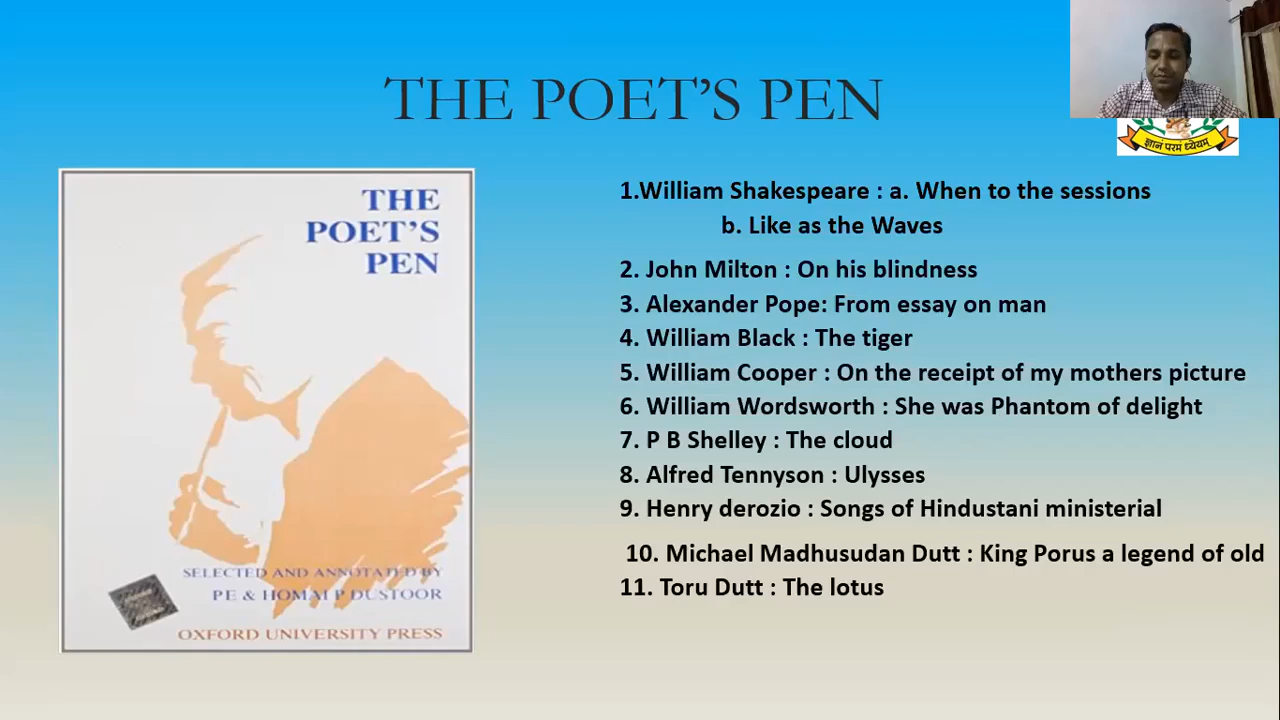 THE POET'S PEN
ज्ञानं परमं ध्येयम्
THE
POET'S
PEN
SELECTED AND ANNOTATED BY
P E & HOMAI P DUSTOOR
OXFORD UNIVERSITY PRESS
1.William Shakespeare : a. When to the sessions
b. Like as the Waves
2. John Milton : On his blindness
3. Alexander Pope: From essay on man
4. William Black : The tiger
5. William Cooper : On the receipt of my mothers picture
6. William Wordsworth : She was Phantom of delight
7. P B Shelley : The cloud
8. Alfred Tennyson : Ulysses
9. Henry derozio : Songs of Hindustani ministerial
10. Michael Madhusudan Dutt : King Porus a legend of old
11. Toru Dutt : The lotus